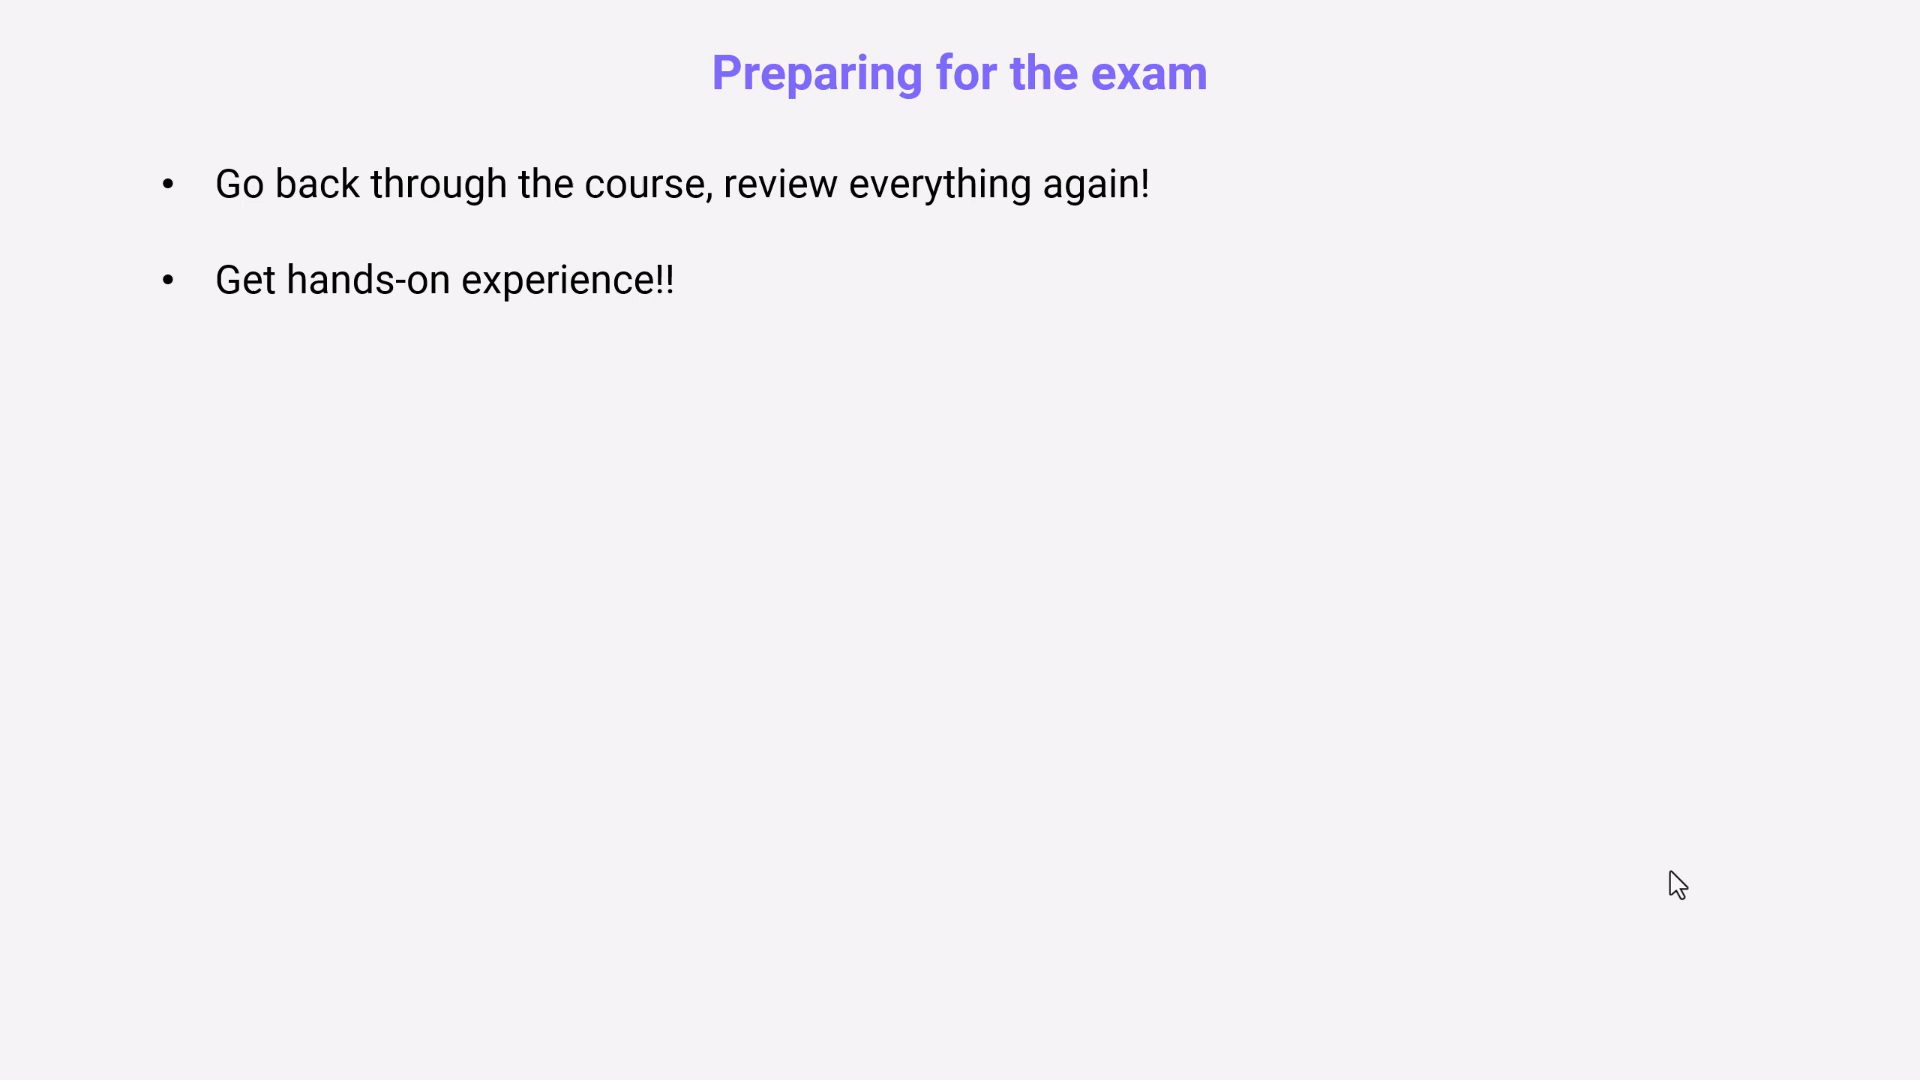 Preparing for the exam
• Go back through the course, review everything again!
• Get hands-on experience!!